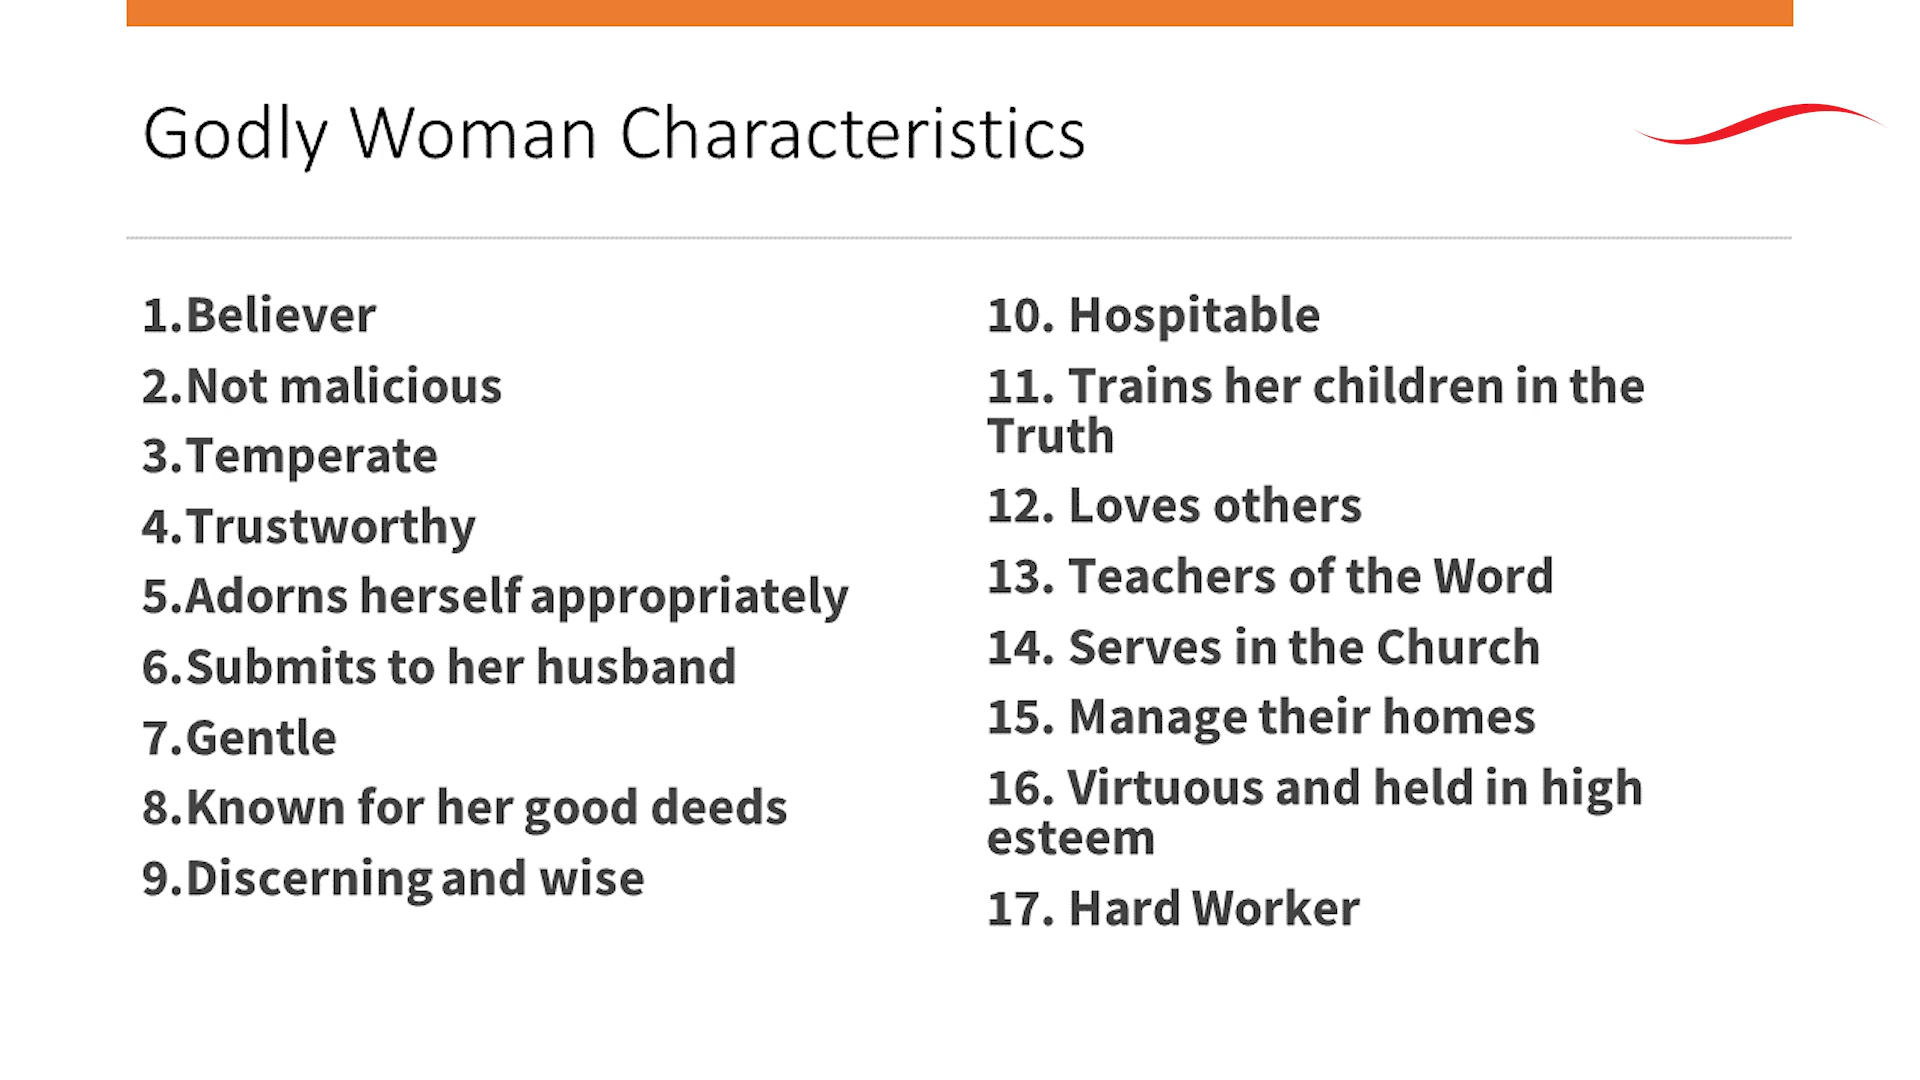 Godly Woman Characteristics
1.Believer
2.Not malicious
3.Temperate
4.Trustworthy
5.Adorns herself appropriately
6.Submits to her husband
7.Gentle
8.Known for her good deeds
9.Discerning and wise
10. Hospitable
11. Trains her children in the
Truth
12. Loves others
13. Teachers of the Word
14. Serves in the Church
15. Manage their homes
16. Virtuous and held in high
esteem
17. Hard Worker